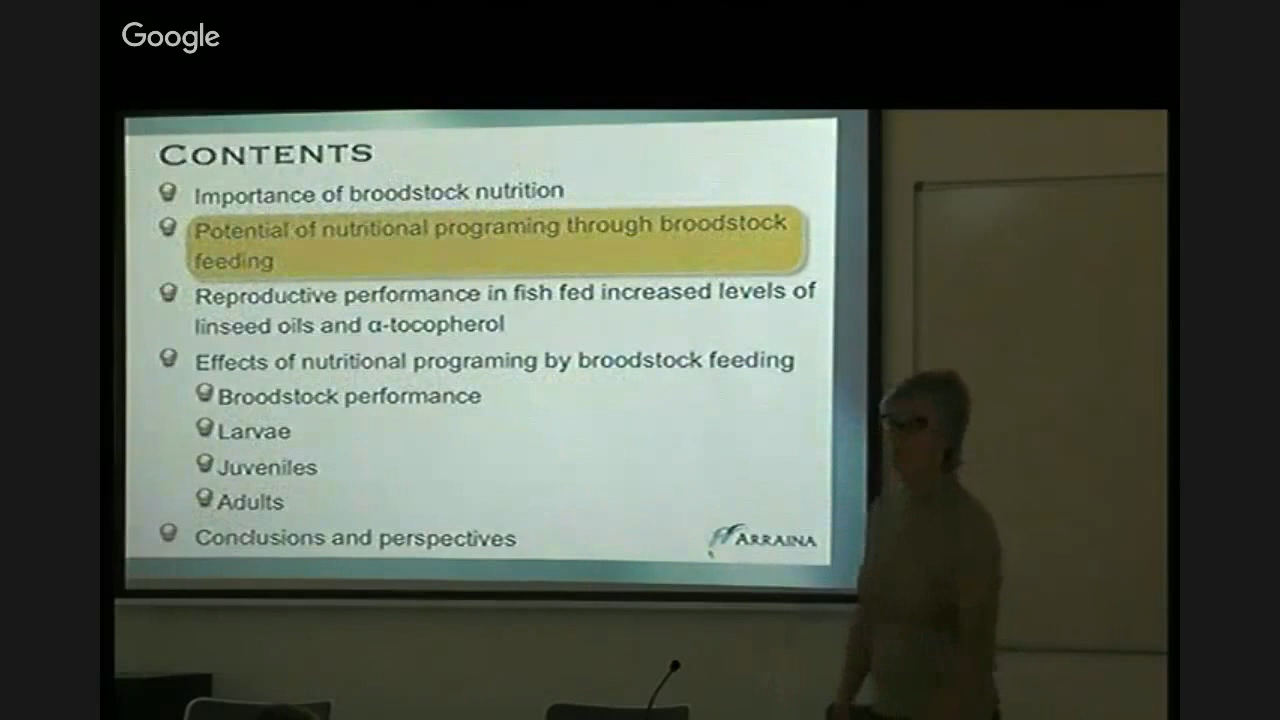 Google
CONTENTS
Importance of broodstock nutrition
Potential of nutritional programing through broodstock
feeding
Reproductive performance in fish fed increased levels of
linseed oils and α-tocopherol
Effects of nutritional programing by broodstock feeding
Broodstock performance
Larvae
Juveniles
Adults
Conclusions and perspectives
ARRAINA